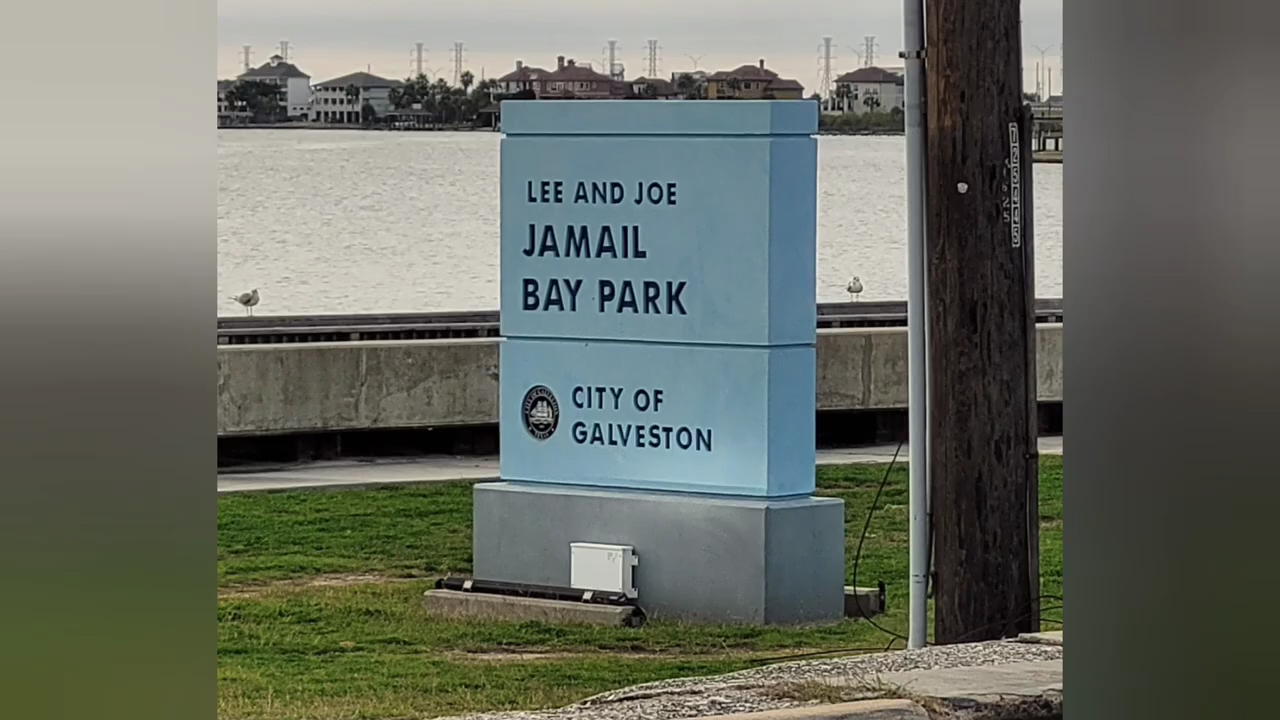 LEE AND JOE
JAMAIL
BAY PARK
CITY OF
GALVESTON